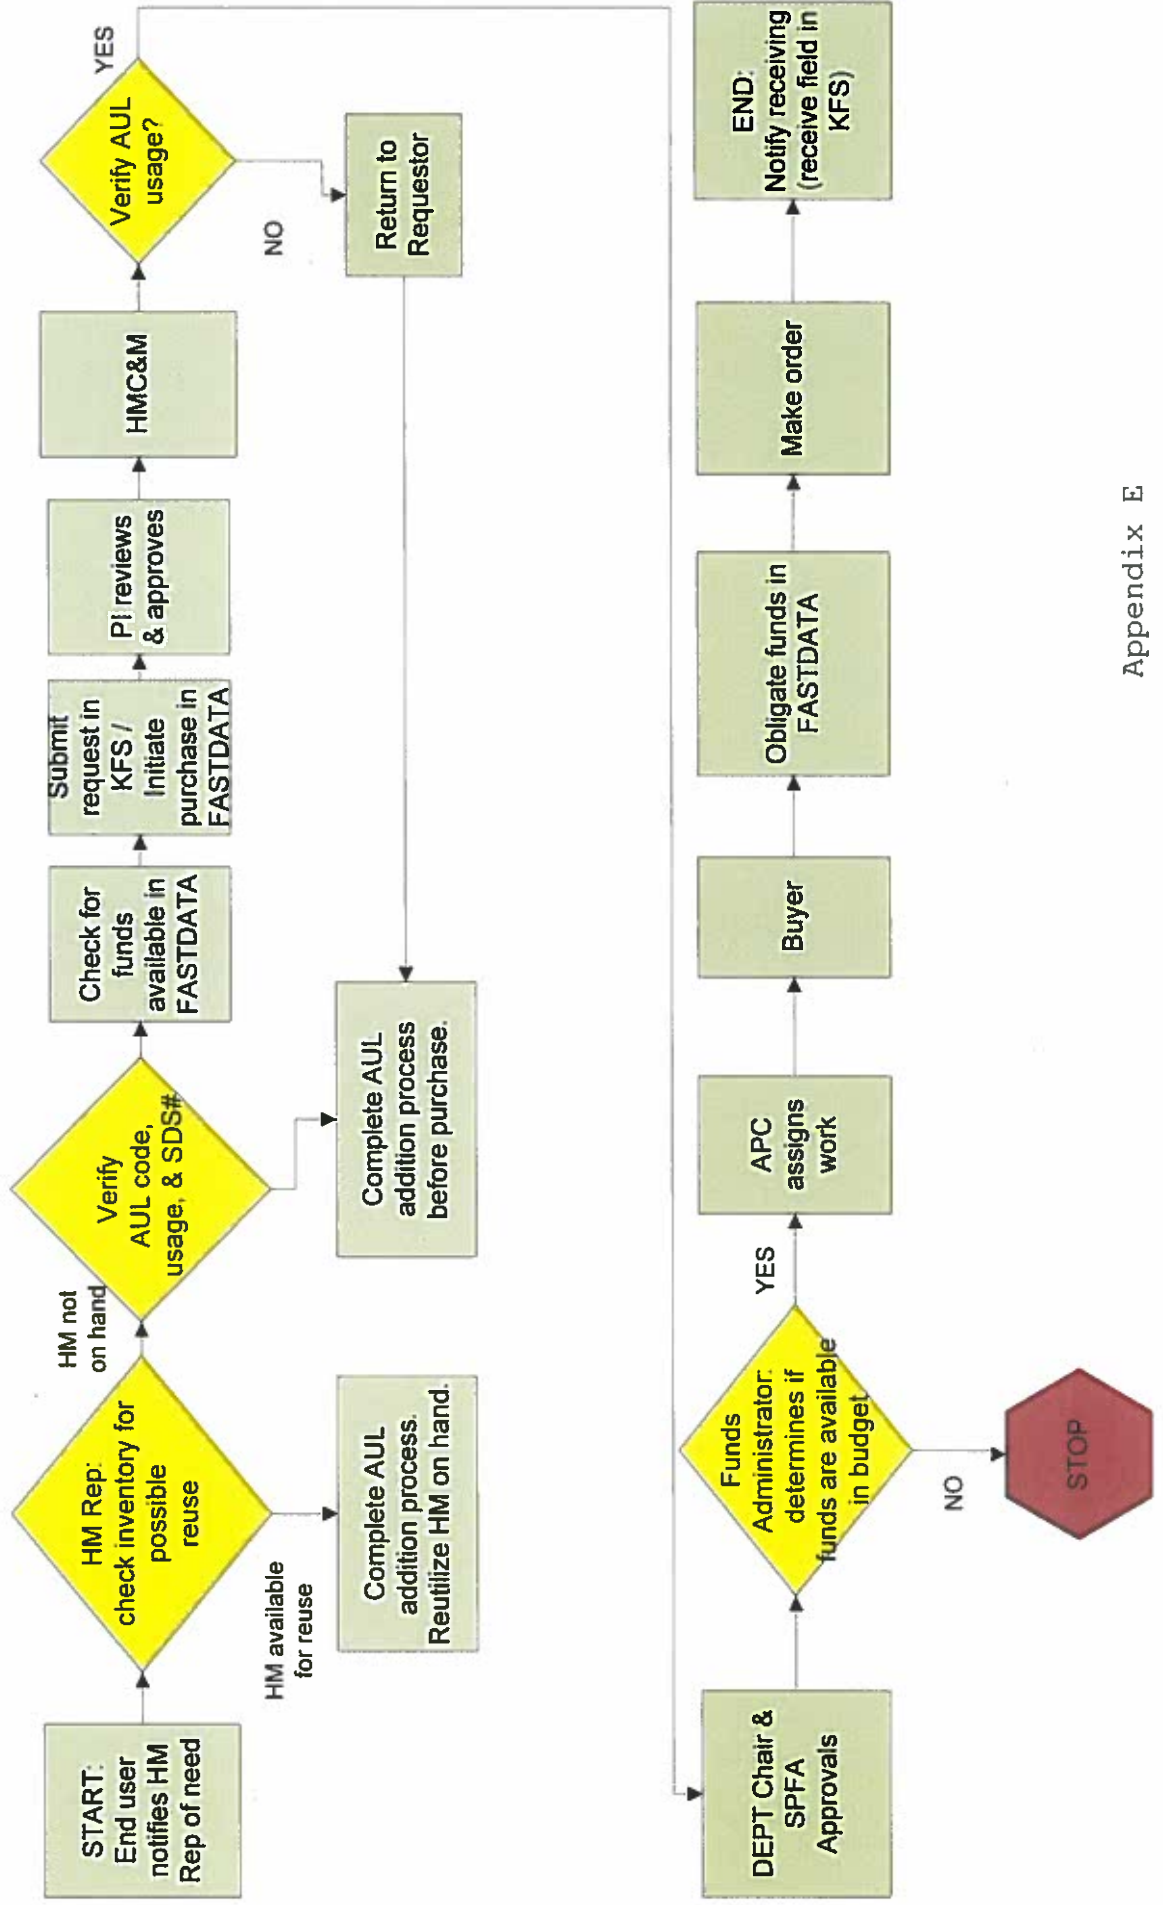 START:
End user
notifies HM
Rep of need
HM Rep:
check inventory for
possible
reuse
HM available
for reuse
Complete AUL
addition process.
Reutilize HM on hand.
HM not
on hand
Verify
AUL code,
usage, & SDS#
Complete AUL
addition process
before purchase.
Check for
funds
available in
FASTDATA
Submit
request in
KFS /
Initiate
purchase in
FASTDATA
PI reviews
& approves
HMC&M
Verify AUL
usage?
YES
NO
Return to
Requestor
DEPT Chair &
SPFA
Approvals
Funds
Administrator:
determines if
funds are available
in budget
NO
STOP
YES
APC
assigns
work
Buyer
Obligate funds in
FASTDATA
Make order
END:
Notify receiving
(receive field in
KFS)
Appendix E